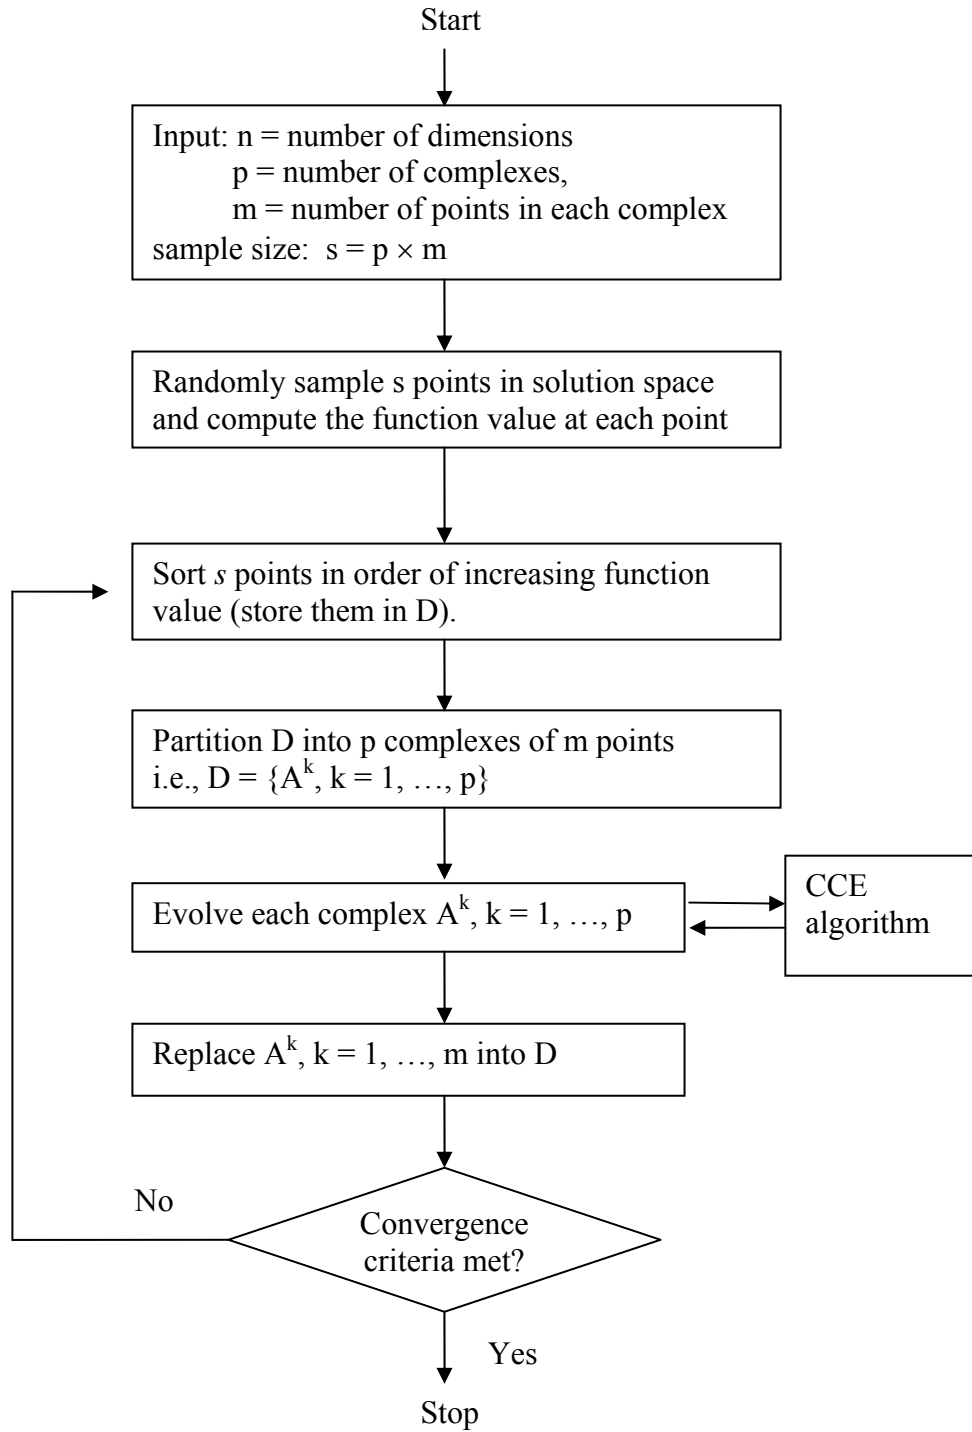 Start
Input: n = number of dimensions
p = number of complexes,
m = number of points in each complex
sample size: s = p × m
Randomly sample s points in solution space
and compute the function value at each point
Sort s points in order of increasing function
value (store them in D).
Partition D into p complexes of m points
i.e., D = {A^k, k = 1, …, p}
Evolve each complex A^k, k = 1, …, p
CCE
algorithm
Replace A^k, k = 1, …, m into D
No
Convergence
criteria met?
Yes
Stop